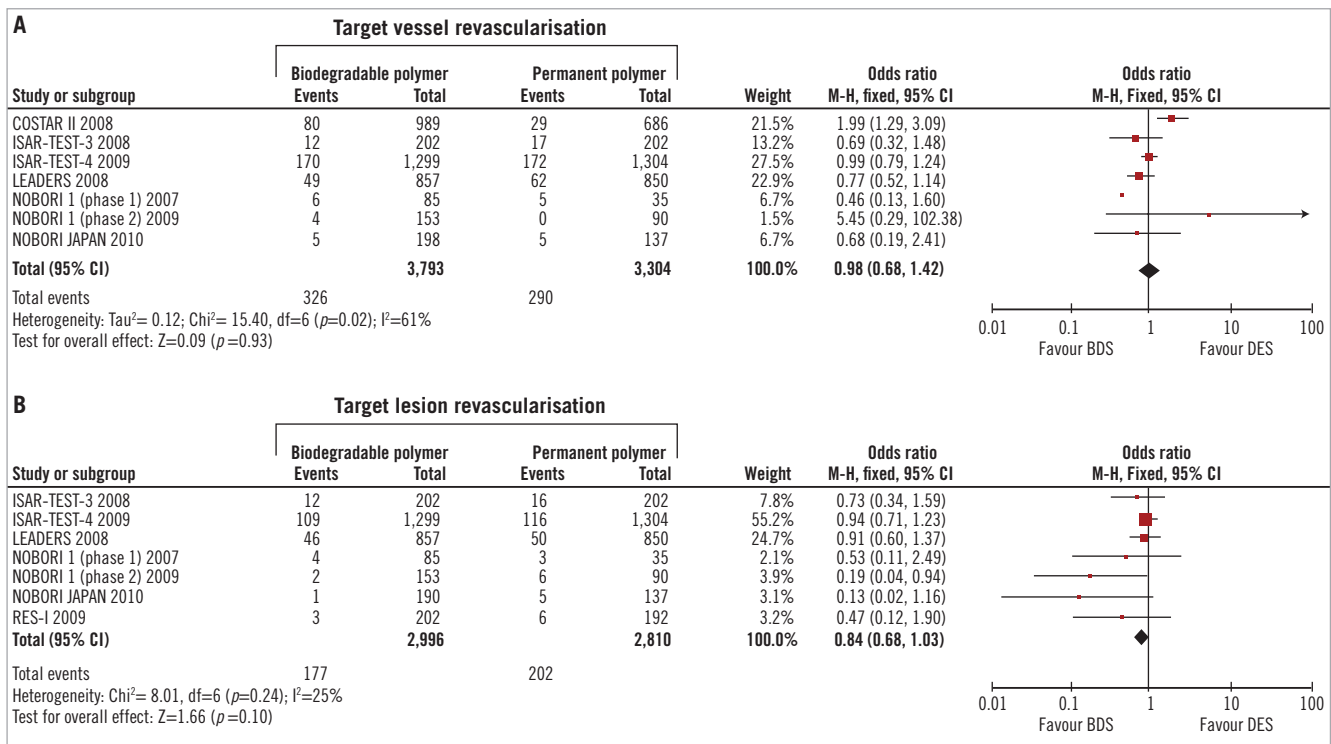 A
Target vessel revascularisation
Biodegradable polymer Permanent polymer Odds ratio Odds ratio
Study or subgroup Events Total Events Total Weight M-H, fixed, 95% CI M-H, Fixed, 95% CI
COSTAR II 2008 80 989 29 686 21.5% 1.99 (1.29, 3.09)
ISAR-TEST-3 2008 12 202 17 202 13.2% 0.69 (0.32, 1.48)
ISAR-TEST-4 2009 170 1,299 172 1,304 27.5% 0.99 (0.79, 1.24)
LEADERS 2008 49 857 62 850 22.9% 0.77 (0.52, 1.14)
NOBORI 1 (phase 1) 2007 6 85 5 35 6.7% 0.46 (0.13, 1.60)
NOBORI 1 (phase 2) 2009 4 153 0 90 1.5% 5.45 (0.29, 102.38)
NOBORI JAPAN 2010 5 198 5 137 6.7% 0.68 (0.19, 2.41)
Total (95% CI) 3,793 3,304 100.0% 0.98 (0.68, 1.42)
Total events 326 290
Heterogeneity: Tau²= 0.12; Chi²= 15.40, df=6 (p=0.02); I²=61%
Test for overall effect: Z=0.09 (p =0.93)
0.01 0.1 1 10 100
Favour BDS Favour DES
B
Target lesion revascularisation
Biodegradable polymer Permanent polymer Odds ratio Odds ratio
Study or subgroup Events Total Events Total Weight M-H, fixed, 95% CI M-H, Fixed, 95% CI
ISAR-TEST-3 2008 12 202 16 202 7.8% 0.73 (0.34, 1.59)
ISAR-TEST-4 2009 109 1,299 116 1,304 55.2% 0.94 (0.71, 1.23)
LEADERS 2008 46 857 50 850 24.7% 0.91 (0.60, 1.37)
NOBORI 1 (phase 1) 2007 4 85 3 35 2.1% 0.53 (0.11, 2.49)
NOBORI 1 (phase 2) 2009 2 153 6 90 3.9% 0.19 (0.04, 0.94)
NOBORI JAPAN 2010 1 190 5 137 3.1% 0.13 (0.02, 1.16)
RES-I 2009 3 202 6 192 3.2% 0.47 (0.12, 1.90)
Total (95% CI) 2,996 2,810 100.0% 0.84 (0.68, 1.03)
Total events 177 202
Heterogeneity: Chi²= 8.01, df=6 (p=0.24); I²=25%
Test for overall effect: Z=1.66 (p =0.10)
0.01 0.1 1 10 100
Favour BDS Favour DES